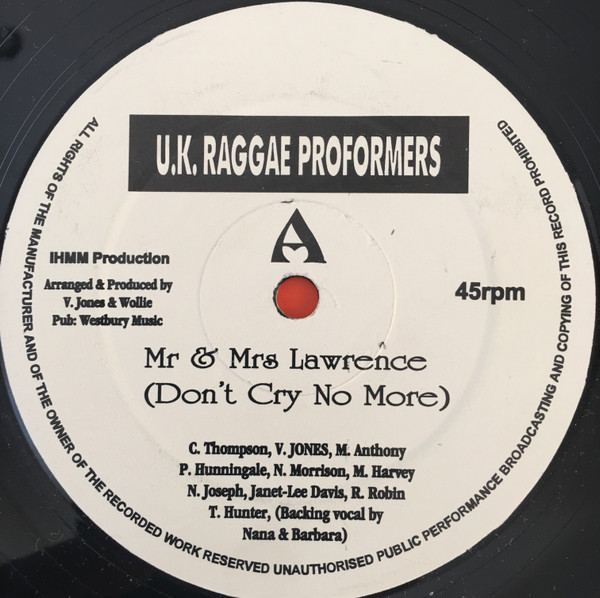 U.K. RAGGAE PROFORMERS
A
IHMM Production
Arranged & Produced by
V. Jones & Wollie
Pub: Westbury Music
45rpm
Mr & Mrs Lawrence
(Don't Cry No More)
C. Thompson, V. JONES, M. Anthony
P. Hunningale, N. Morrison, M. Harvey
N. Joseph, Janet-Lee Davis, R. Robin
T. Hunter, (Backing vocal by
Nana & Barbara)
ALL RIGHTS OF THE MANUFACTURER AND OF THE OWNER OF THE RECORDED WORK RESERVED UNAUTHORISED PUBLIC PERFORMANCE BROADCASTING AND COPYING OF THIS RECORD PROHIBITED